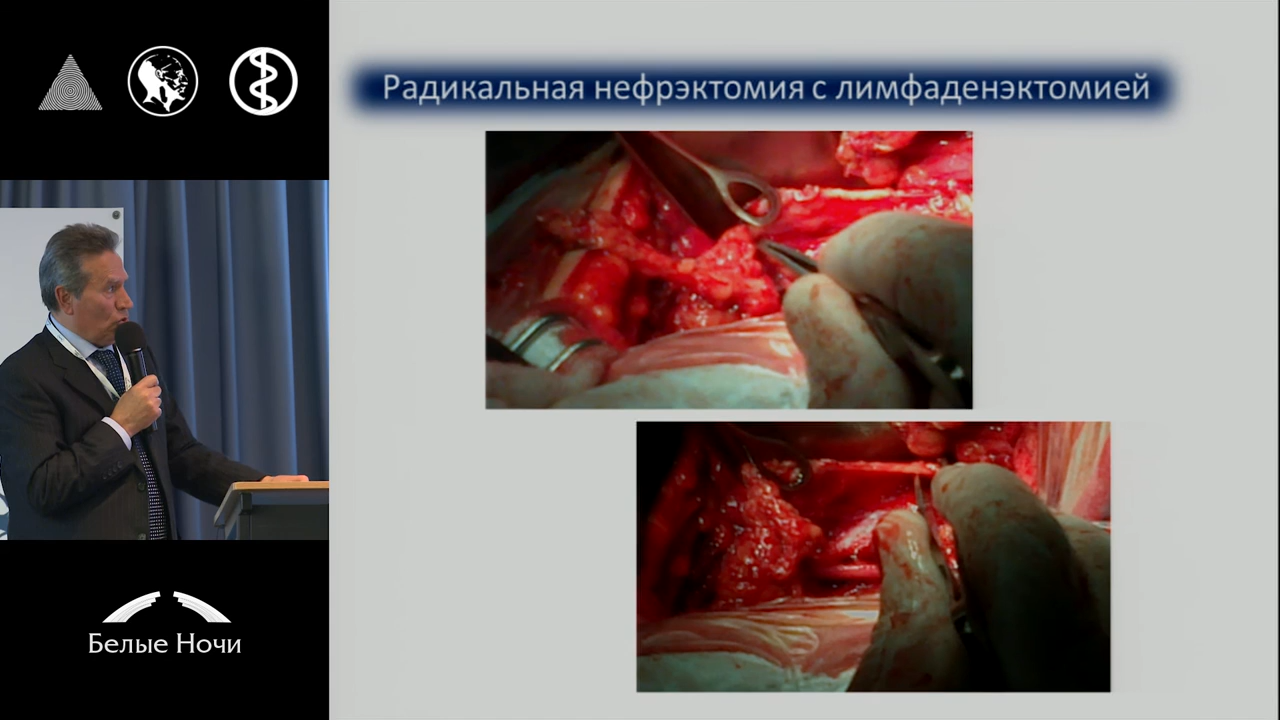 Радикальная нефрэктомия с лимфаденэктомией
Белые Ночи